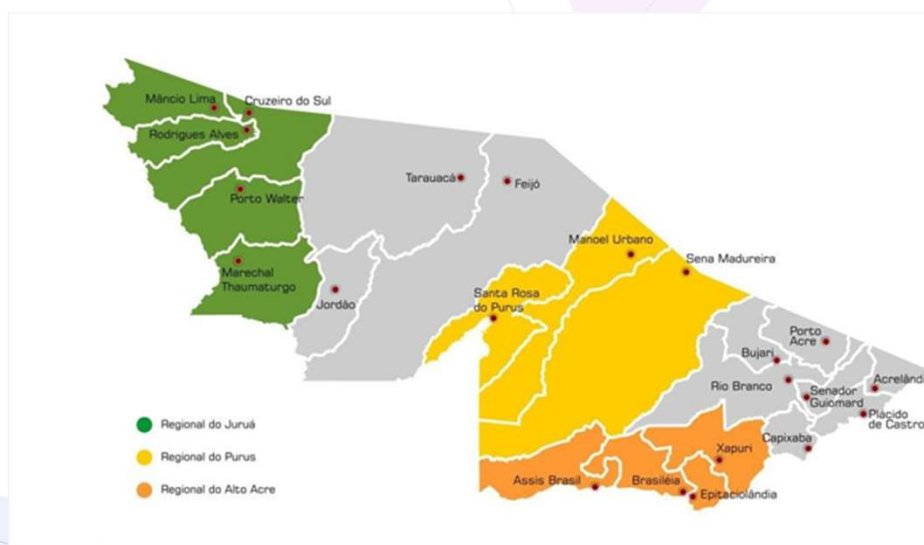 Mâncio Lima
Cruzeiro do Sul
Rodrigues Alves
Porto Walter
Marechal
Thaumaturgo
Jordão
Tarauacá
Feijó
Manoel Urbano
Sena Madureira
Santa Rosa
do Purus
Porto
Acre
Bujari
Rio Branco
Senador
Guiomard
Acrelândi
Plácido
de Castro
Capixaba
Xapuri
Assis Brasil
Brasiléia
Epitaciolândia
Regional do Juruá
Regional do Purus
Regional do Alto Acre